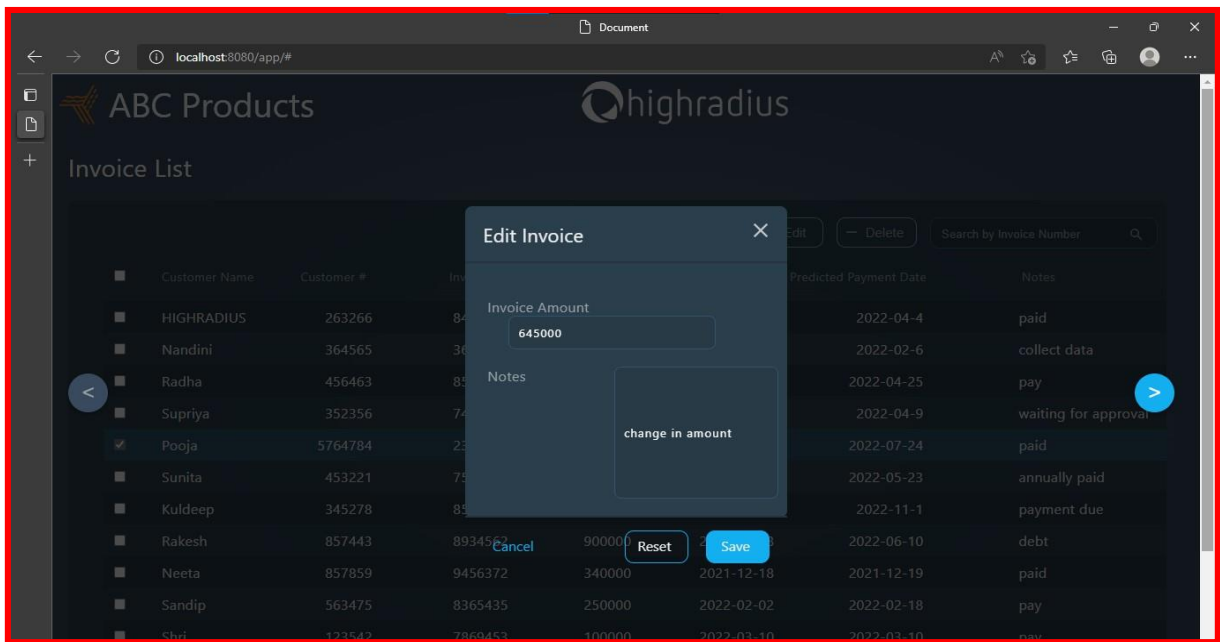 Document
localhost:8080/app/#
ABC Products
highradius
Invoice List
Edit Invoice
Edit
Delete
Search by Invoice Number
Customer Name Customer # Predicted Payment Date Notes
Invoice Amount
HIGHRADIUS 263266 2022-04-4 paid
645000
Nandini 364565 2022-02-6 collect data
Notes
Radha 456463 2022-04-25 pay
< >
Supriya 352356 2022-04-9 waiting for approval
change in amount
Pooja 5764784 2022-07-24 paid
Sunita 453221 2022-05-23 annually paid
Kuldeep 345278 2022-11-1 payment due
Cancel Reset Save
Rakesh 857443 2022-06-10 debt
Neeta 857859 9456372 340000 2021-12-18 2021-12-19 paid
Sandip 563475 8365435 250000 2022-02-02 2022-02-18 pay
Shri 123542 7869453 100000 2022-03-10 2022-03-10 pay